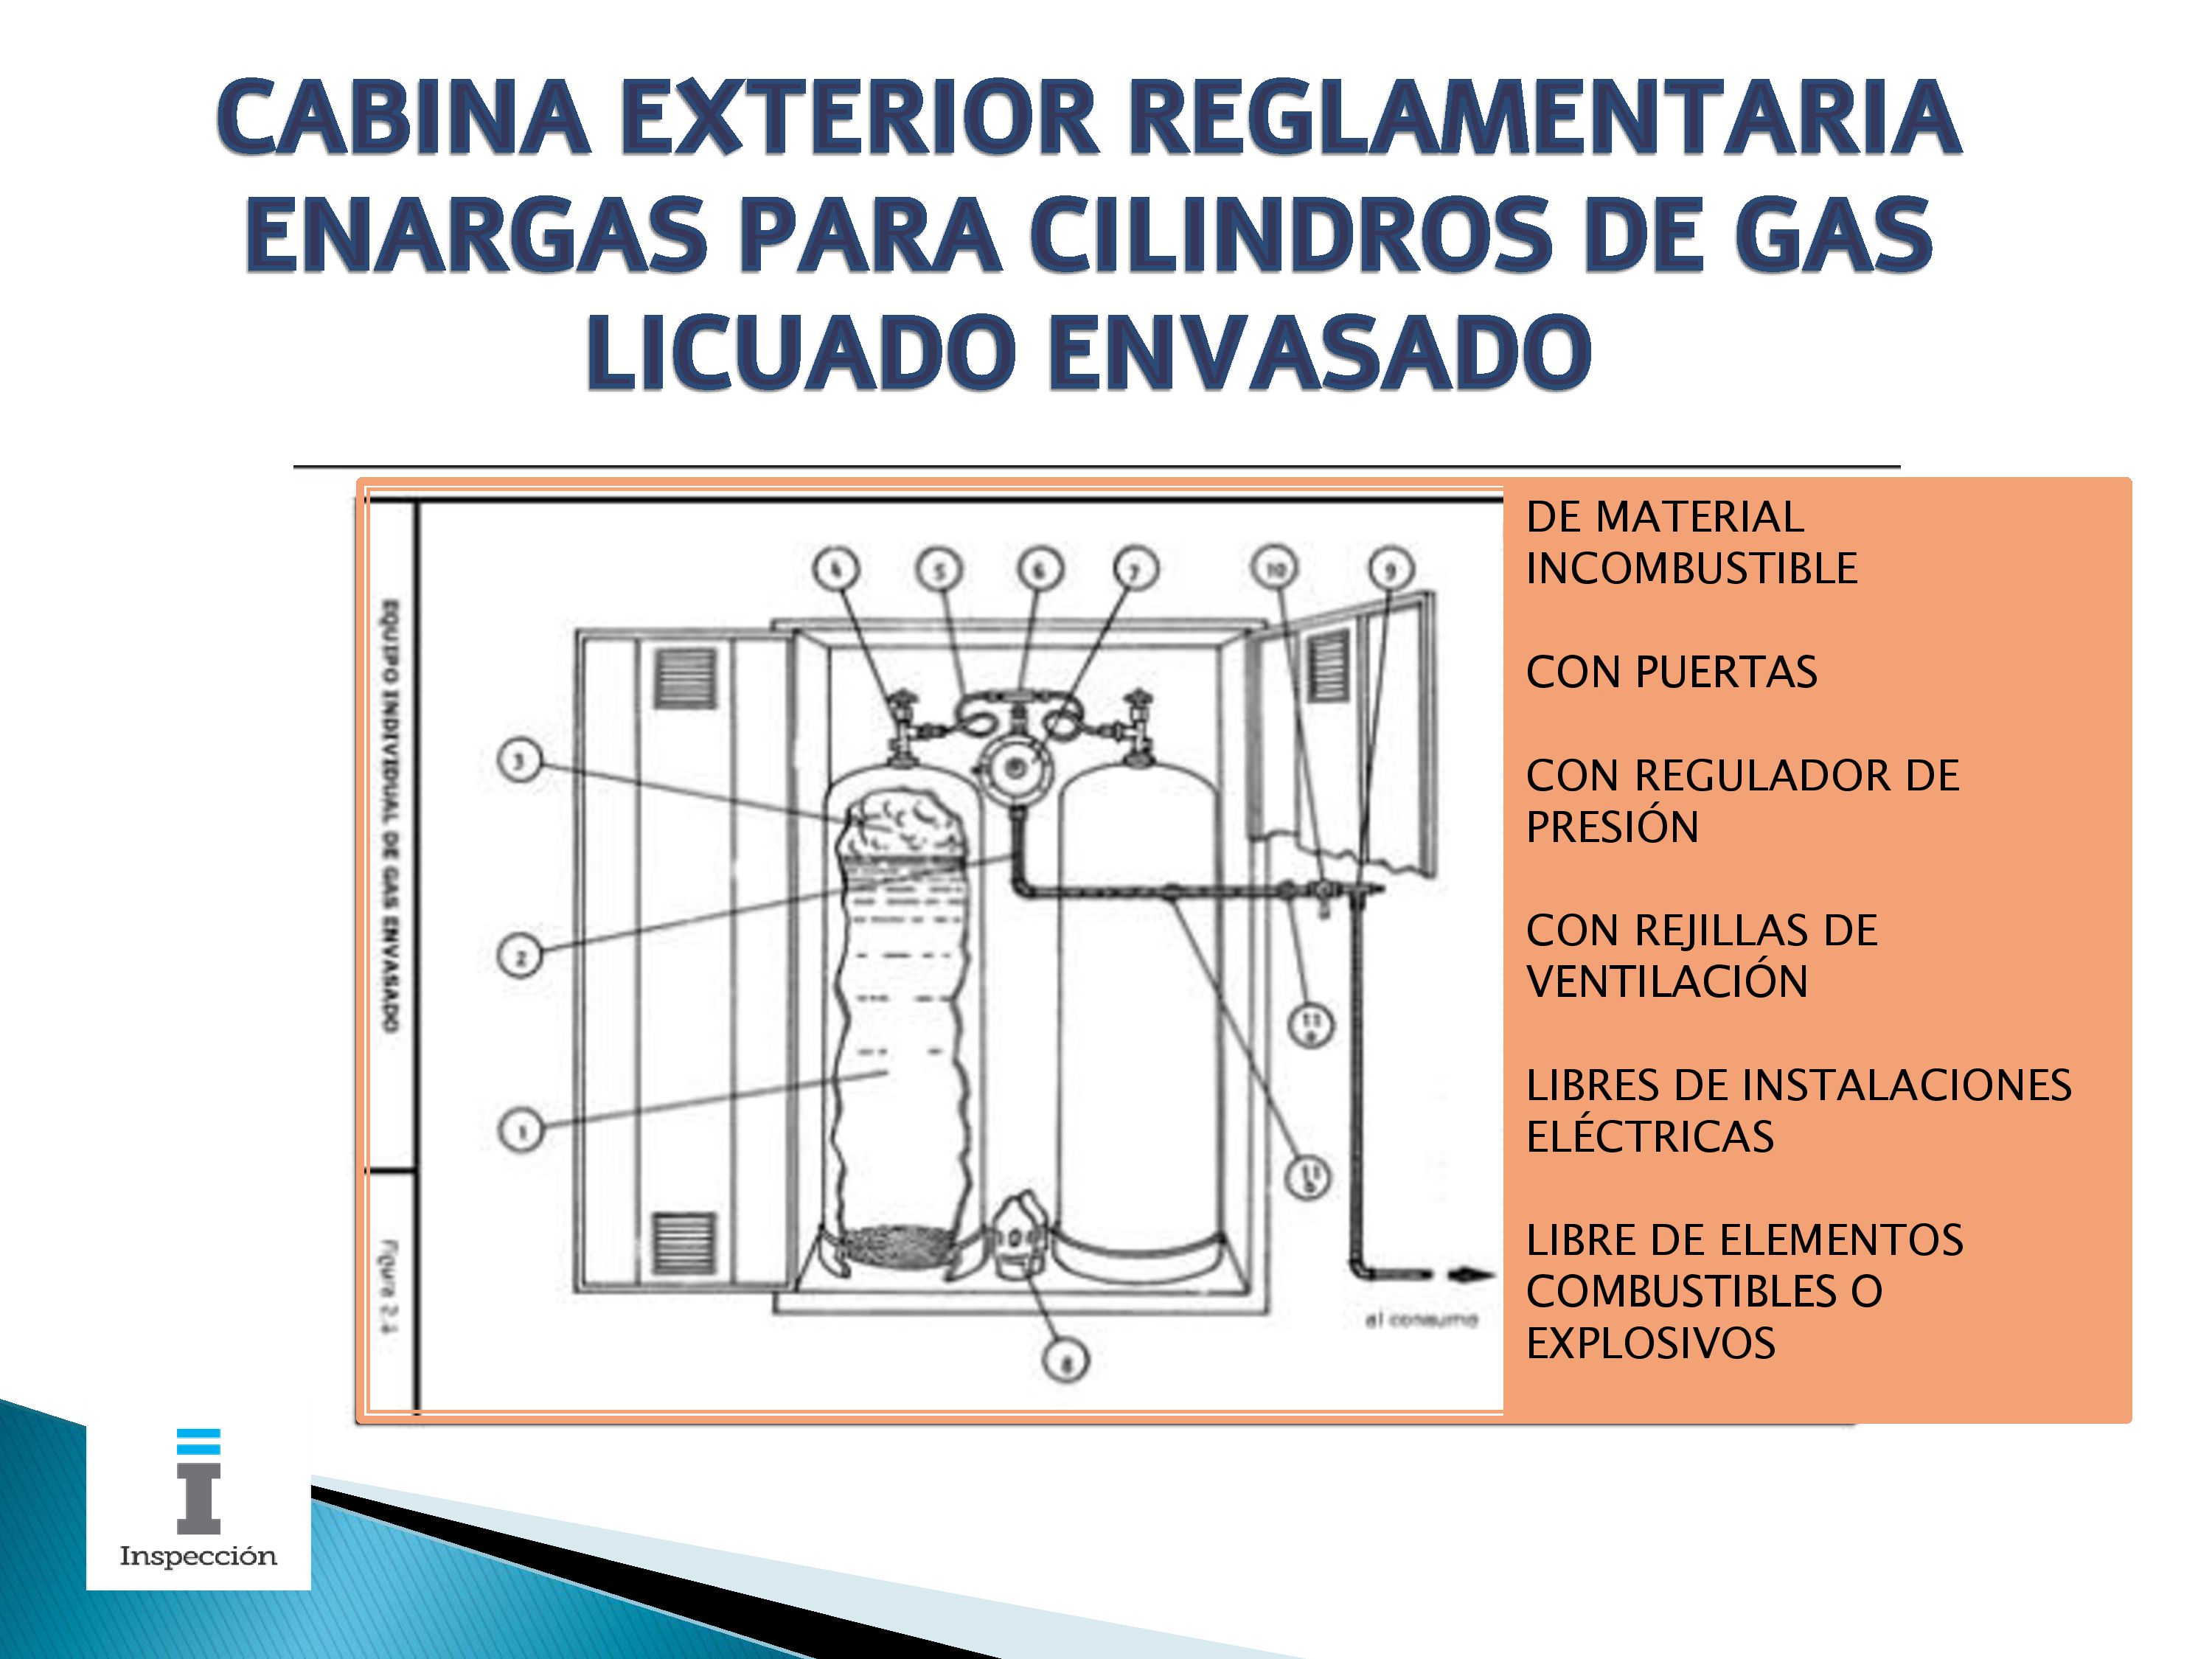 CABINA EXTERIOR REGLAMENTARIA
ENARGAS PARA CILINDROS DE GAS
LICUADO ENVASADO
EQUIPO INDIVIDUAL DE GAS ENVASADO
4
5
6
7
10
9
3
2
1
11
11
8
al consumo
Figura
DE MATERIAL
INCOMBUSTIBLE
CON PUERTAS
CON REGULADOR DE
PRESIÓN
CON REJILLAS DE
VENTILACIÓN
LIBRES DE INSTALACIONES
ELÉCTRICAS
LIBRE DE ELEMENTOS
COMBUSTIBLES O
EXPLOSIVOS
Inspección